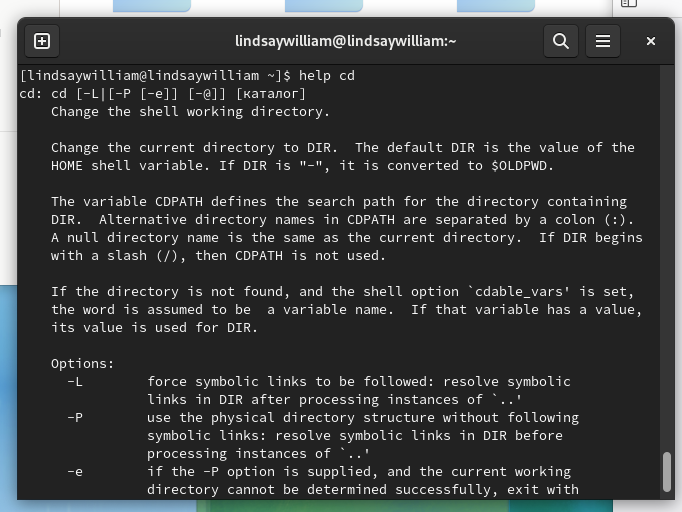 lindsaywilliam@lindsaywilliam:~
[lindsaywilliam@lindsaywilliam ~]$ help cd
cd: cd [-L|[-P [-e]] [-@]] [каталог]
Change the shell working directory.
Change the current directory to DIR.  The default DIR is the value of the
HOME shell variable. If DIR is "-", it is converted to $OLDPWD.
The variable CDPATH defines the search path for the directory containing
DIR.  Alternative directory names in CDPATH are separated by a colon (:).
A null directory name is the same as the current directory.  If DIR begins
with a slash (/), then CDPATH is not used.
If the directory is not found, and the shell option `cdable_vars' is set,
the word is assumed to be  a variable name.  If that variable has a value,
its value is used for DIR.
Options:
-L        force symbolic links to be followed: resolve symbolic
links in DIR after processing instances of `..'
-P        use the physical directory structure without following
symbolic links: resolve symbolic links in DIR before
processing instances of `..'
-e        if the -P option is supplied, and the current working
directory cannot be determined successfully, exit with